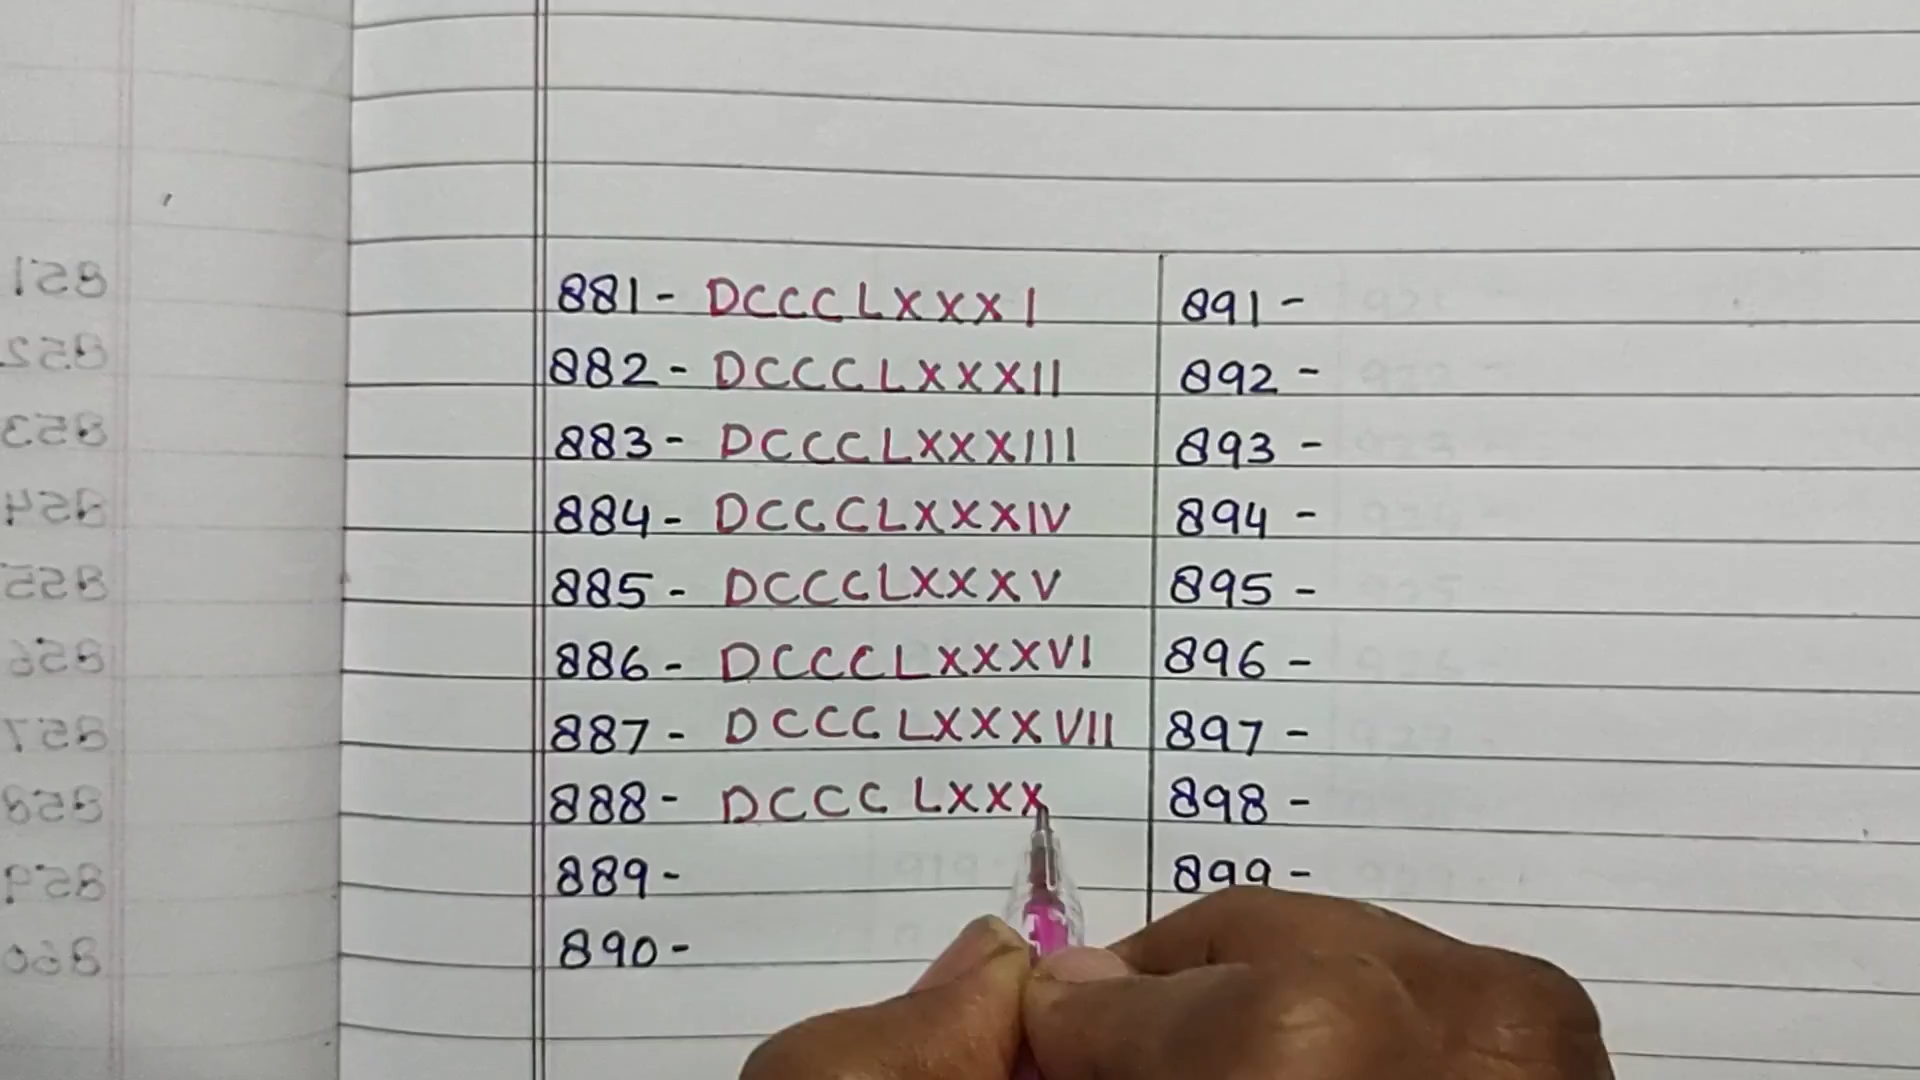 881- DCCCLXXXI
882- DCCCLXXXII
883- DCCCLXXXIII
884- DCCCLXXXIV
885- DCCCLXXXV
886- DCCCLXXXVI
887- DCCCLXXXVII
888- DCCCLXXX
889-
890-
891-
892-
893-
894-
895-
896-
897-
898-
899-